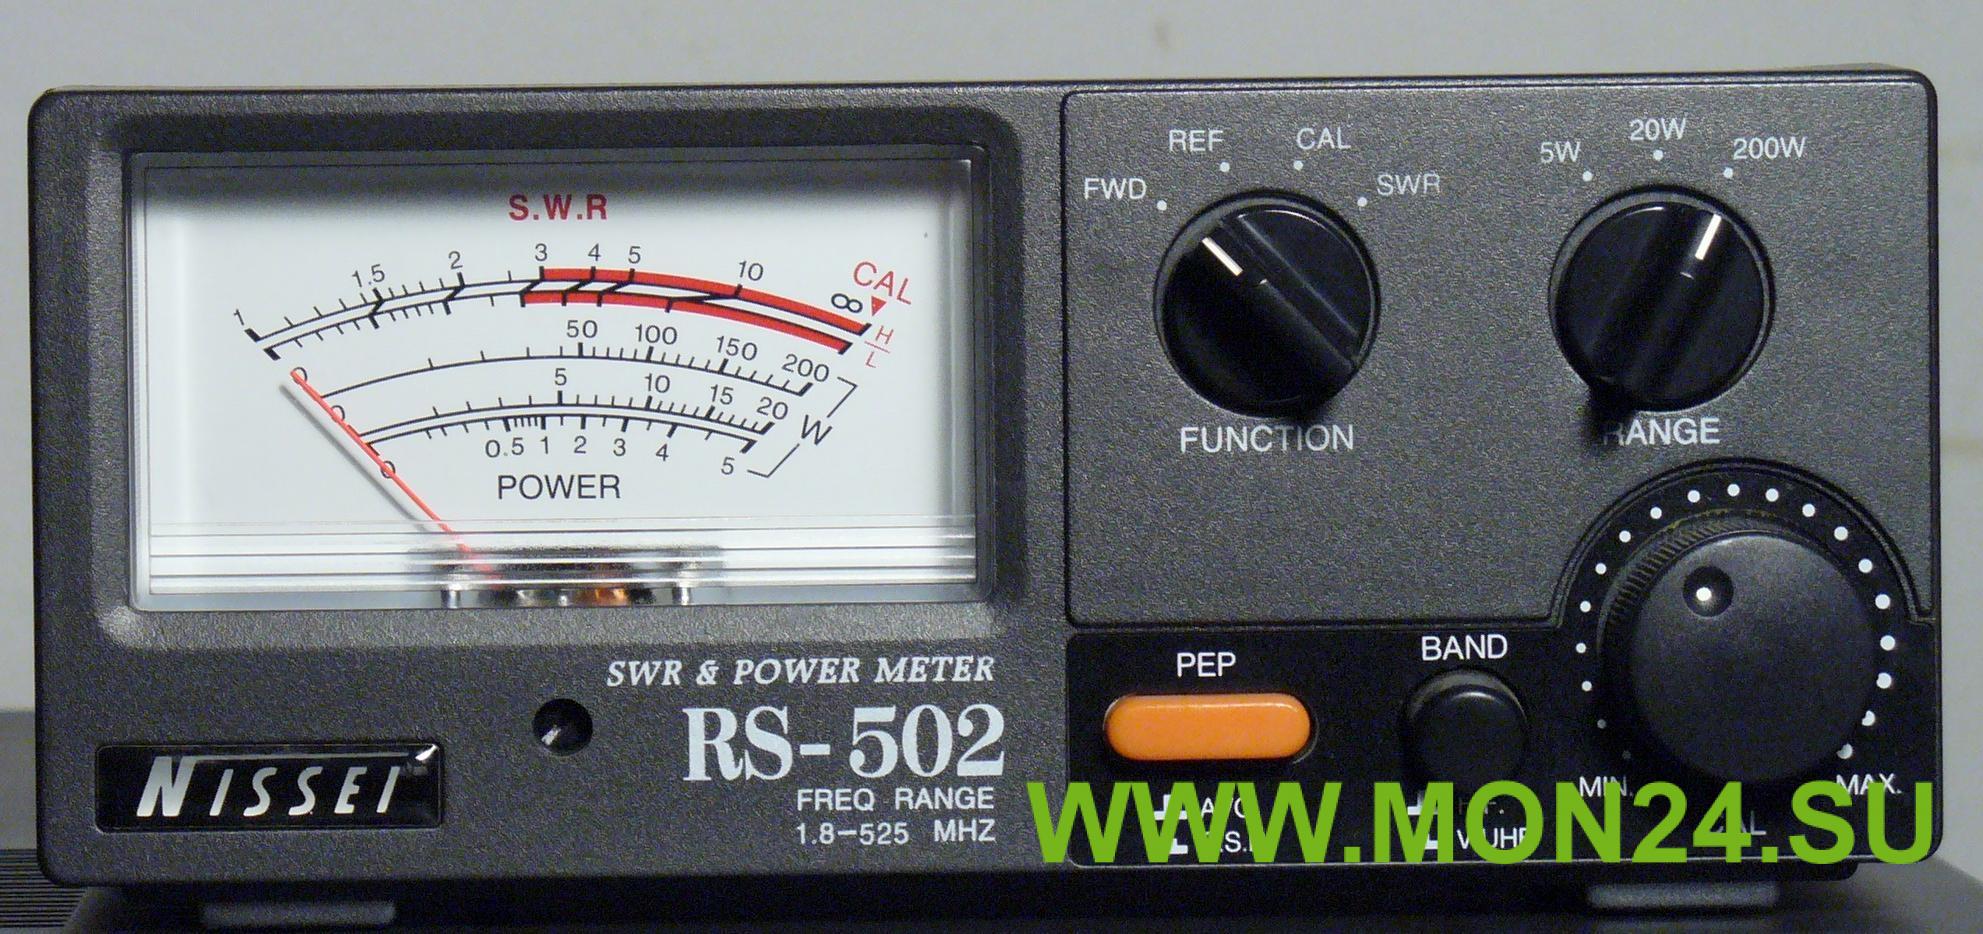 S.W.R
1 1.5 2 3 4 5 10 ∞ CAL
H
L
0 50 100 150 200
0 5 10 15 20 W
0 0.5 1 2 3 4 5
POWER
SWR & POWER METER
RS-502
FREQ RANGE
1.8-525 MHZ
NISSEI
FWD REF CAL SWR
FUNCTION
5W 20W 200W
RANGE
PEP
BAND
MIN. MAX.
WWW.MON24.SU